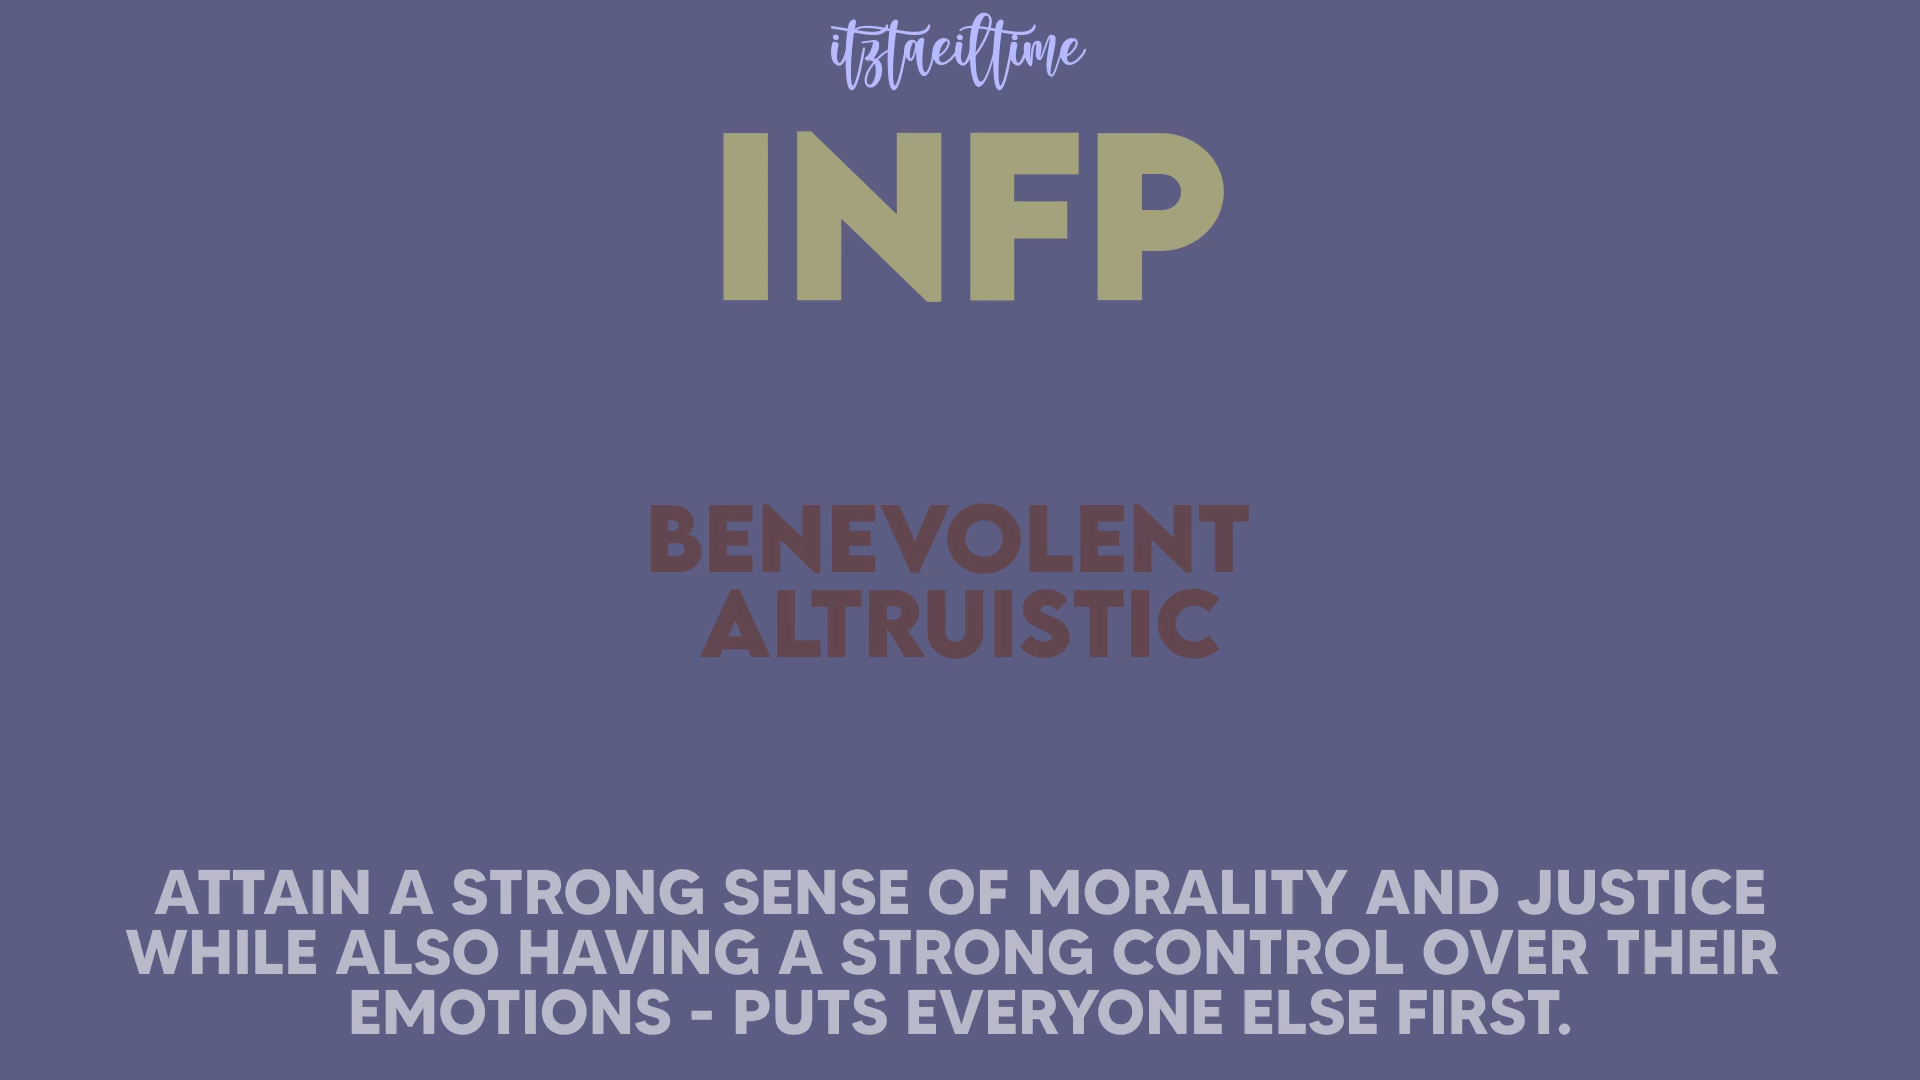 itztaeiltime
INFP
BENEVOLENT
ALTRUISTIC
ATTAIN A STRONG SENSE OF MORALITY AND JUSTICE
WHILE ALSO HAVING A STRONG CONTROL OVER THEIR
EMOTIONS - PUTS EVERYONE ELSE FIRST.